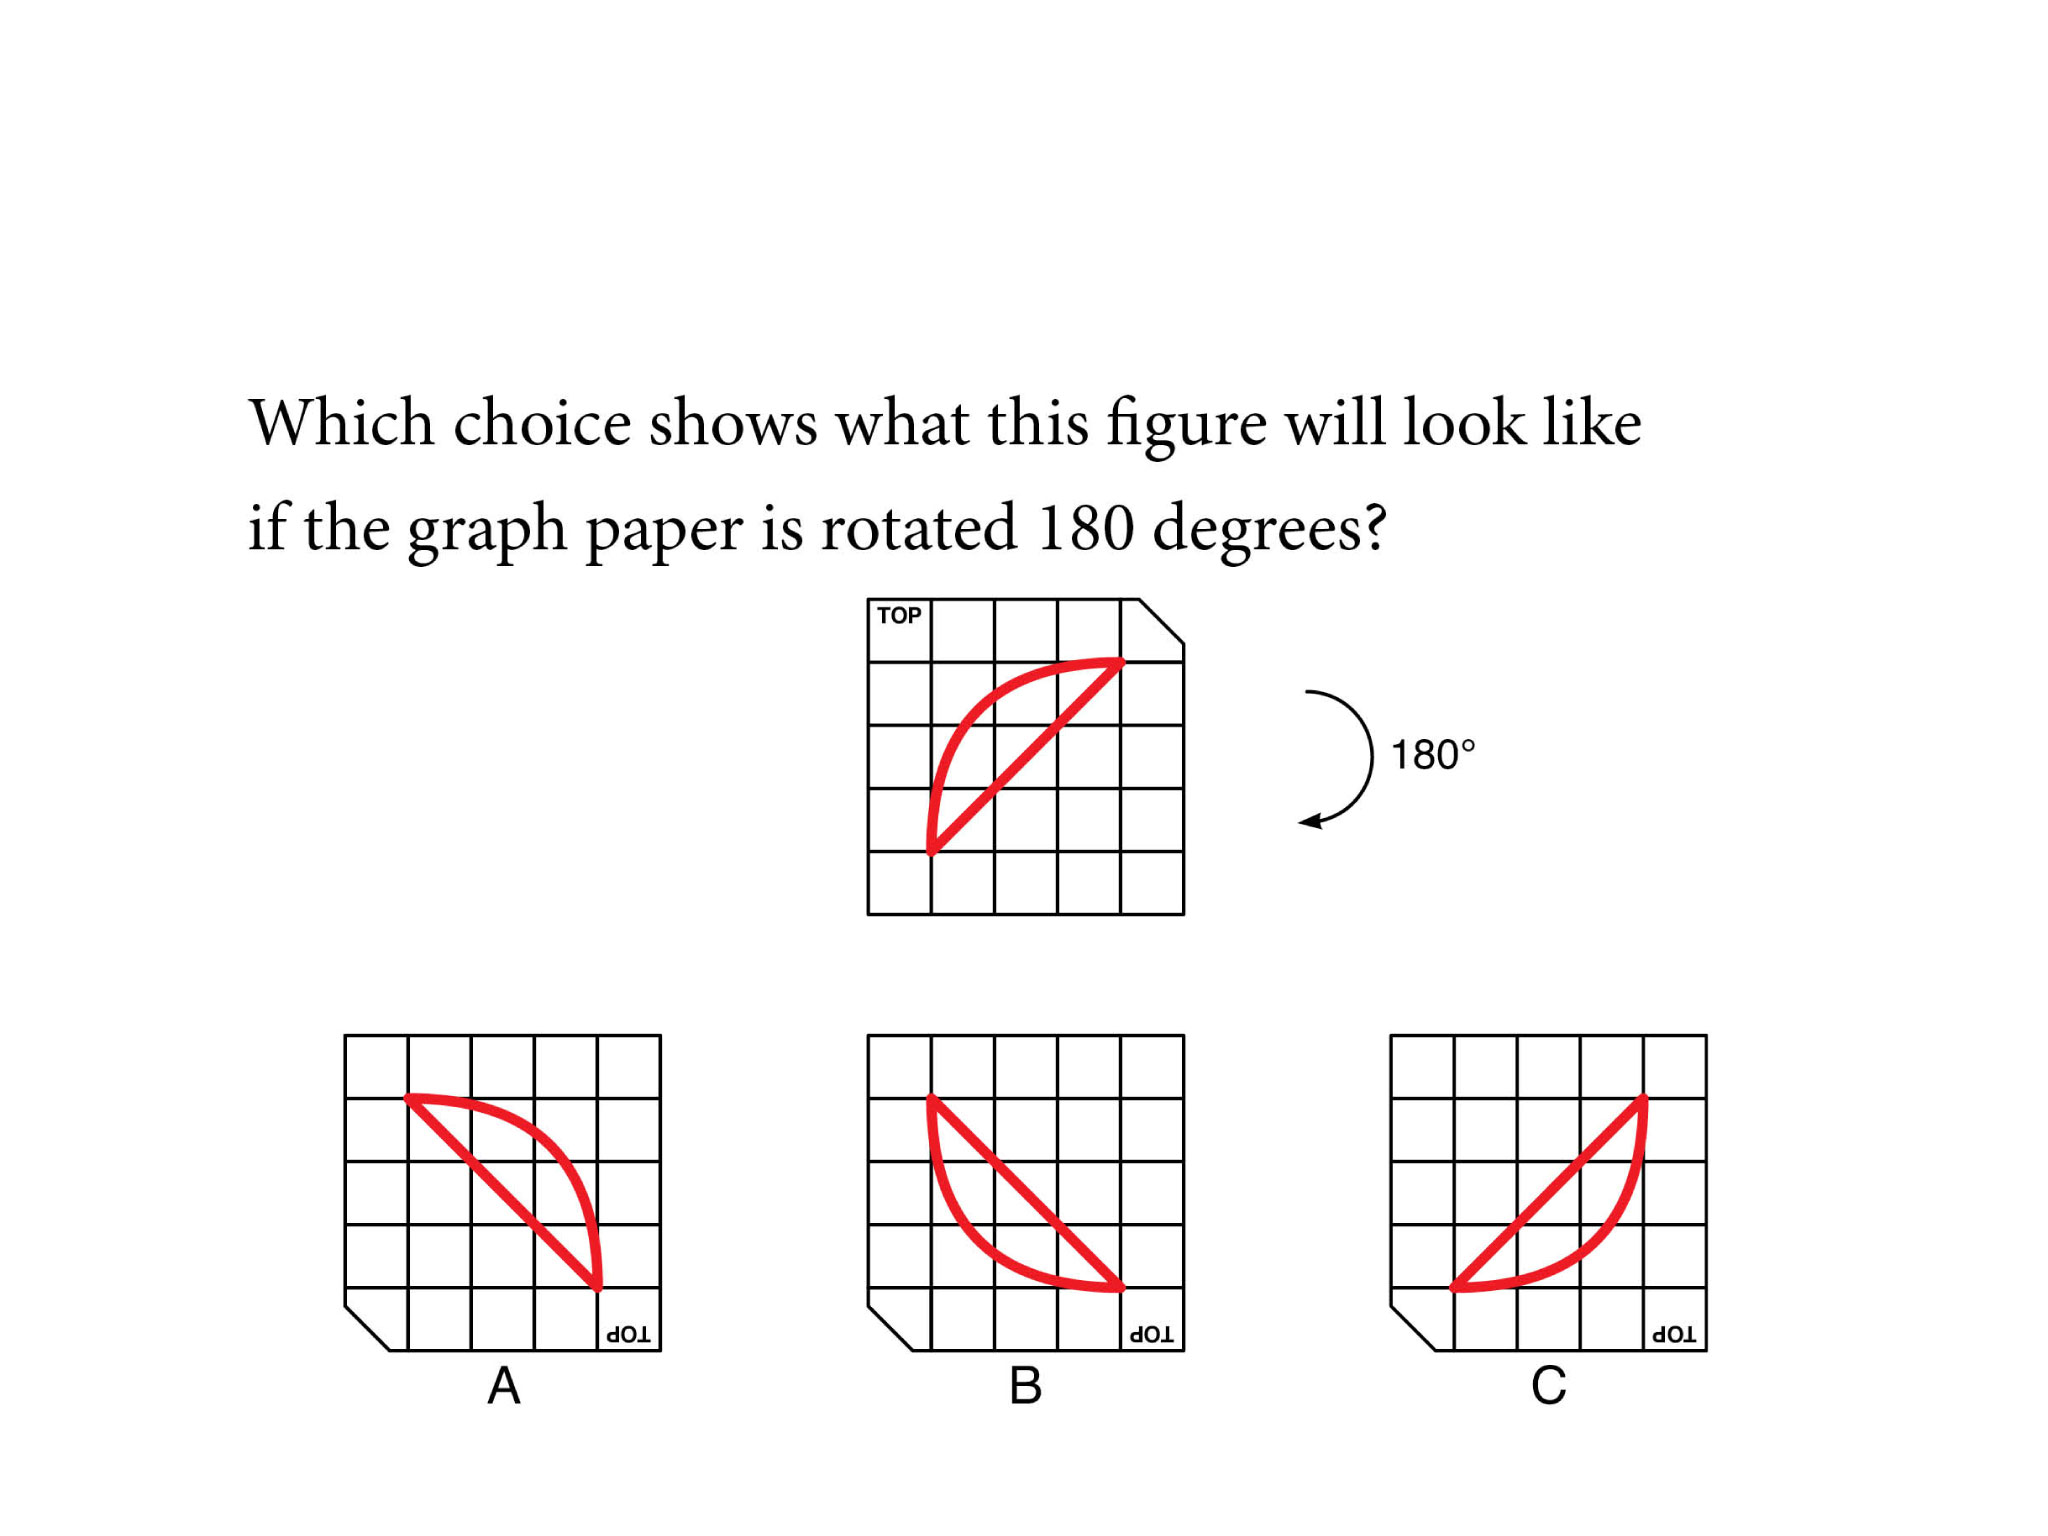 Which choice shows what this figure will look like
if the graph paper is rotated 180 degrees?
TOP
180°
TOP
TOP
TOP
A
B
C